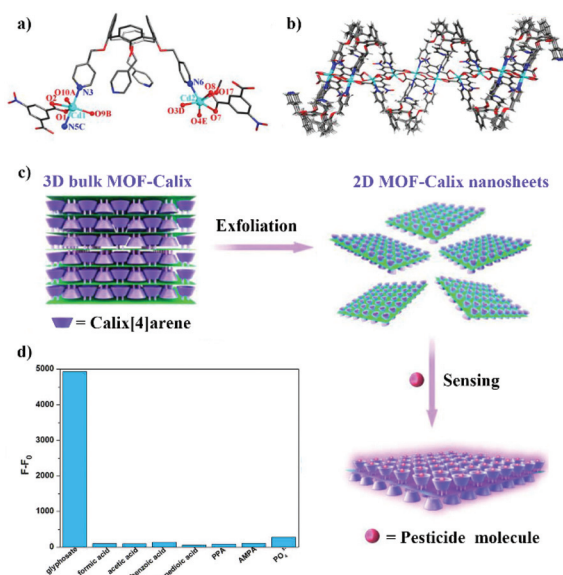 a)
b)
O10A
N3
O2
O1
Cd1
O9B
N5C
N6
O8
O17
Cd2
O3D
O7
O4E
c)
3D bulk MOF-Calix
2D MOF-Calix nanosheets
Exfoliation
= Calix[4]arene
Sensing
= Pesticide molecule
d)
F-F₀
5000
4000
3000
2000
1000
0
glyphosate
formic acid
acetic acid
benzoic acid
acid
PPA
AMPA